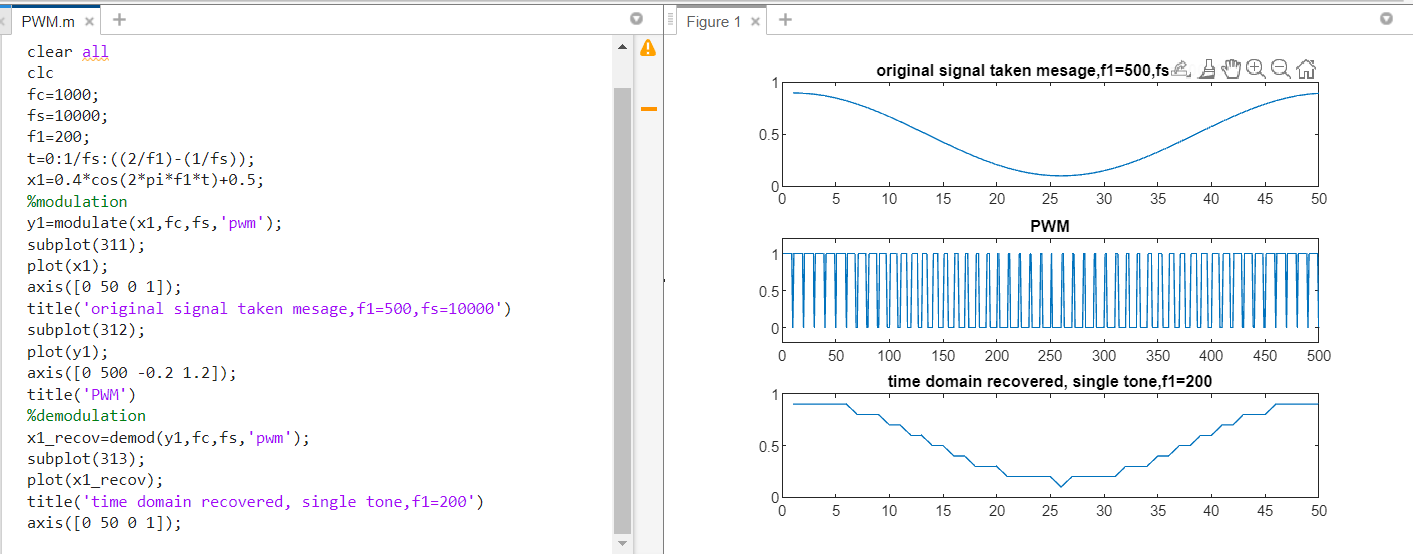 PWM.m
clear all
clc
fc=1000;
fs=10000;
f1=200;
t=0:1/fs:((2/f1)-(1/fs));
x1=0.4*cos(2*pi*f1*t)+0.5;
%modulation
y1=modulate(x1,fc,fs,'pwm');
subplot(311);
plot(x1);
axis([0 50 0 1]);
title('original signal taken mesage,f1=500,fs=10000')
subplot(312);
plot(y1);
axis([0 500 -0.2 1.2]);
title('PWM')
%demodulation
x1_recov=demod(y1,fc,fs,'pwm');
subplot(313);
plot(x1_recov);
title('time domain recovered, single tone,f1=200')
axis([0 50 0 1]);
Figure 1
original signal taken mesage,f1=500,fs
1
0.5
0
0 5 10 15 20 25 30 35 40 45 50
PWM
1
0.5
0
0 50 100 150 200 250 300 350 400 450 500
time domain recovered, single tone,f1=200
1
0.5
0
0 5 10 15 20 25 30 35 40 45 50